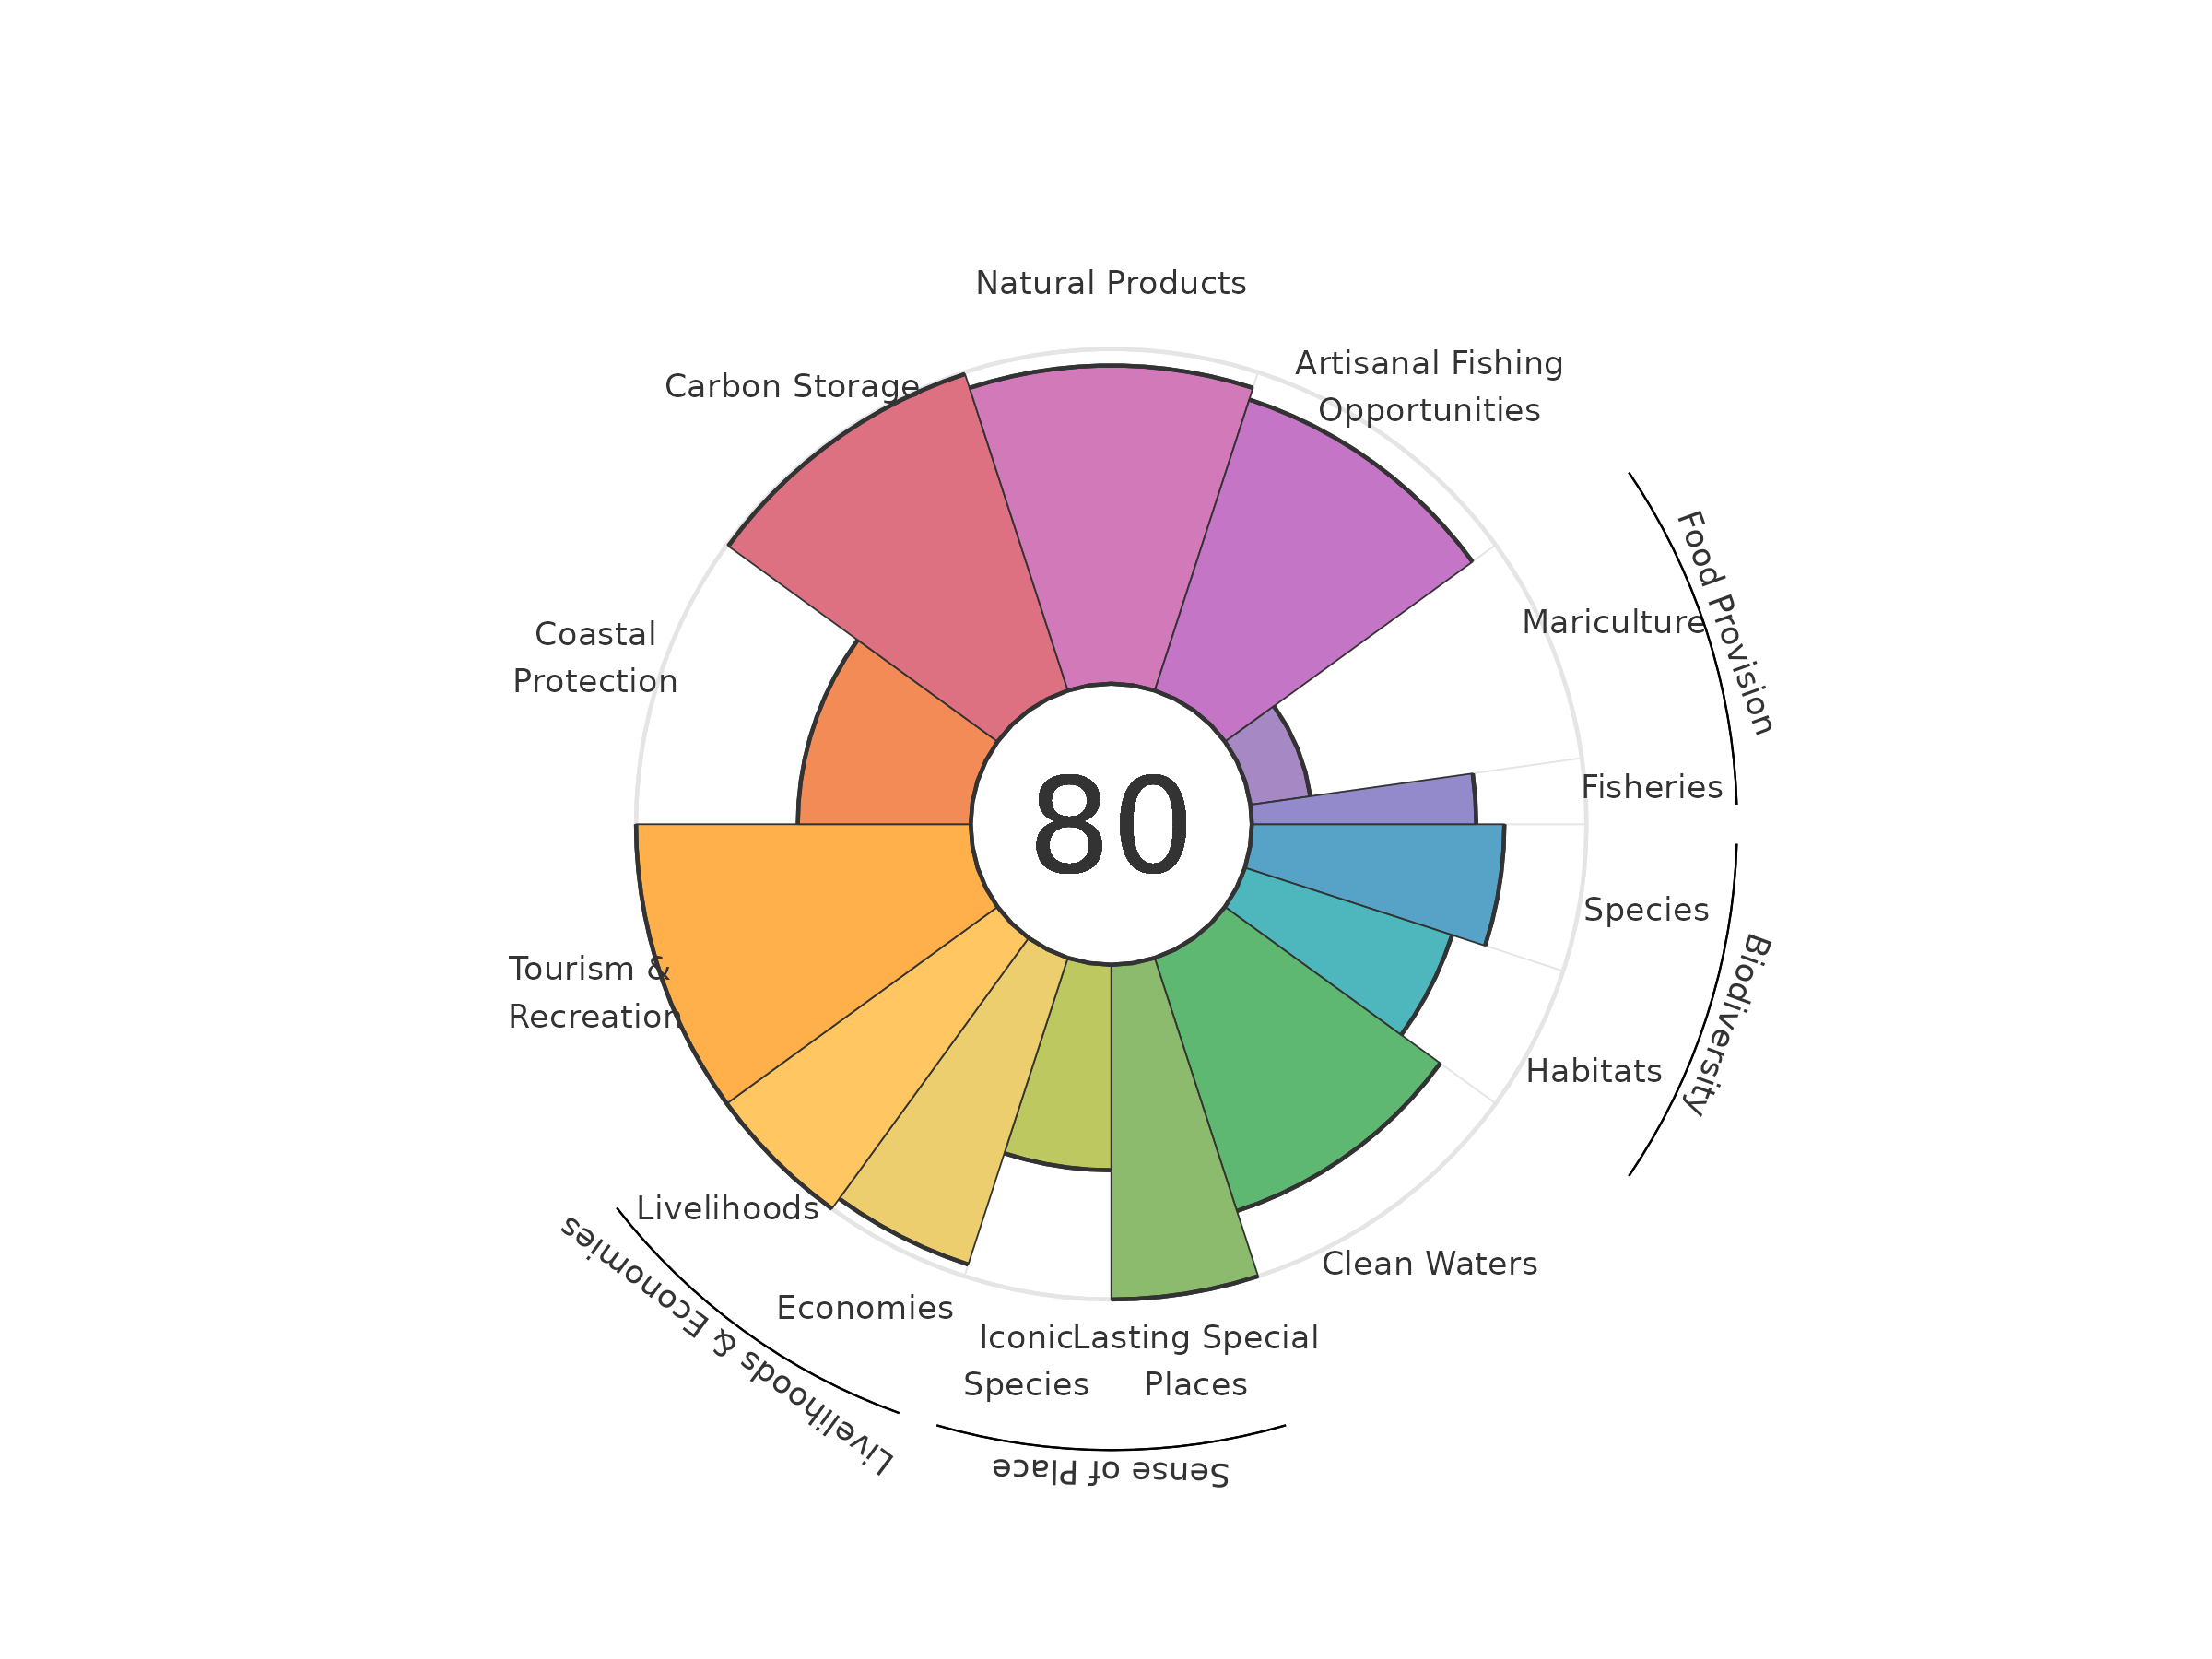 Natural Products
Artisanal Fishing
Opportunities
Carbon Storage
Food Provision
Mariculture
Coastal
Protection
80
Fisheries
Species
Biodiversity
Tourism &
Recreation
Habitats
Livelihoods
Clean Waters
Livelihoods & Economies
Economies
Iconic
Species
Lasting Special
Places
Sense of Place